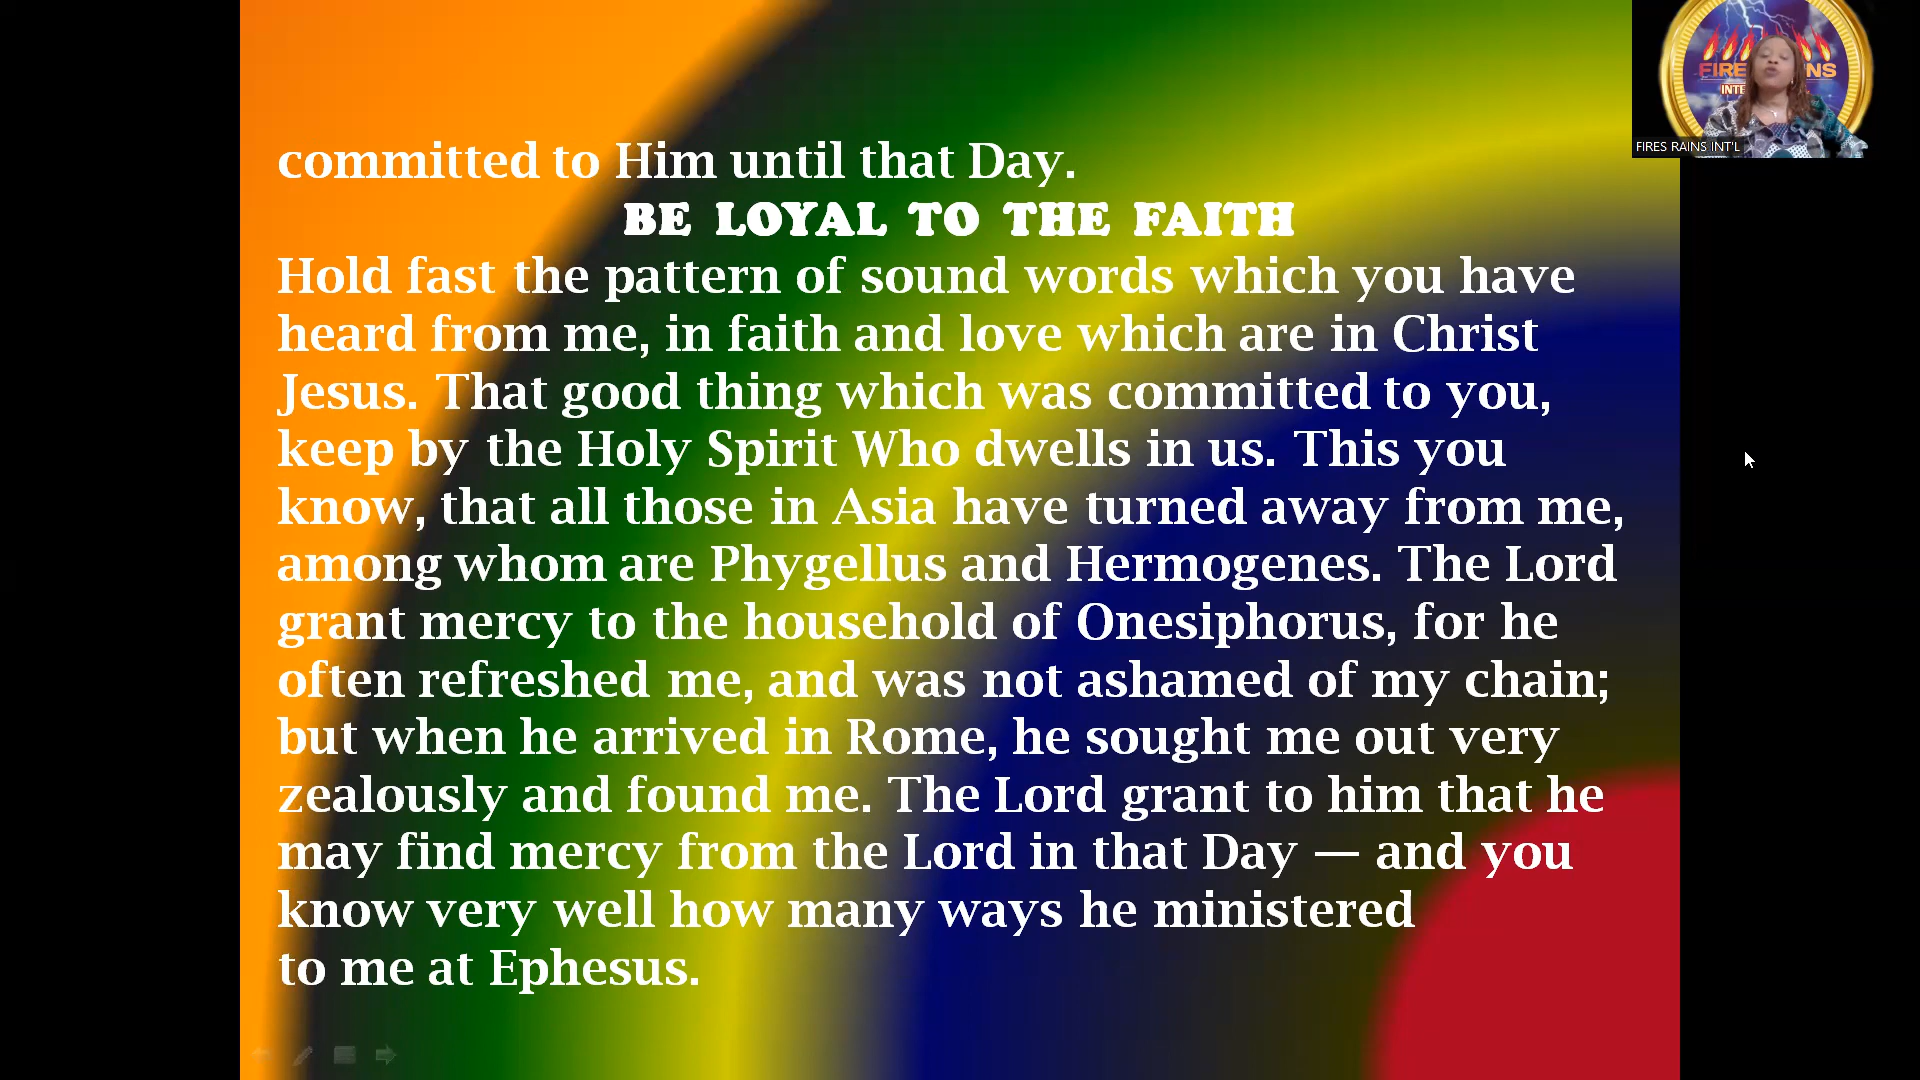 committed to Him until that Day.
BE LOYAL TO THE FAITH
Hold fast the pattern of sound words which you have
heard from me, in faith and love which are in Christ
Jesus. That good thing which was committed to you,
keep by the Holy Spirit Who dwells in us. This you
know, that all those in Asia have turned away from me,
among whom are Phygellus and Hermogenes. The Lord
grant mercy to the household of Onesiphorus, for he
often refreshed me, and was not ashamed of my chain;
but when he arrived in Rome, he sought me out very
zealously and found me. The Lord grant to him that he
may find mercy from the Lord in that Day — and you
know very well how many ways he ministered
to me at Ephesus.
FIRE NS
INTE
FIRES RAINS INT'L